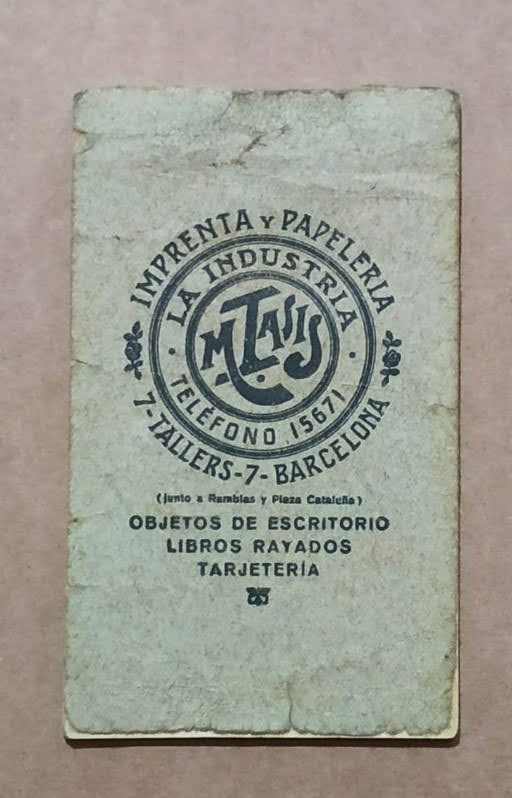 IMPRENTA Y PAPELERIA
LA INDUSTRIA
M. TASIS
TELÉFONO 15671
7-TALLERS-7-BARCELONA
(junto a Ramblas y Plaza Cataluña)
OBJETOS DE ESCRITORIO
LIBROS RAYADOS
TARJETERÍA